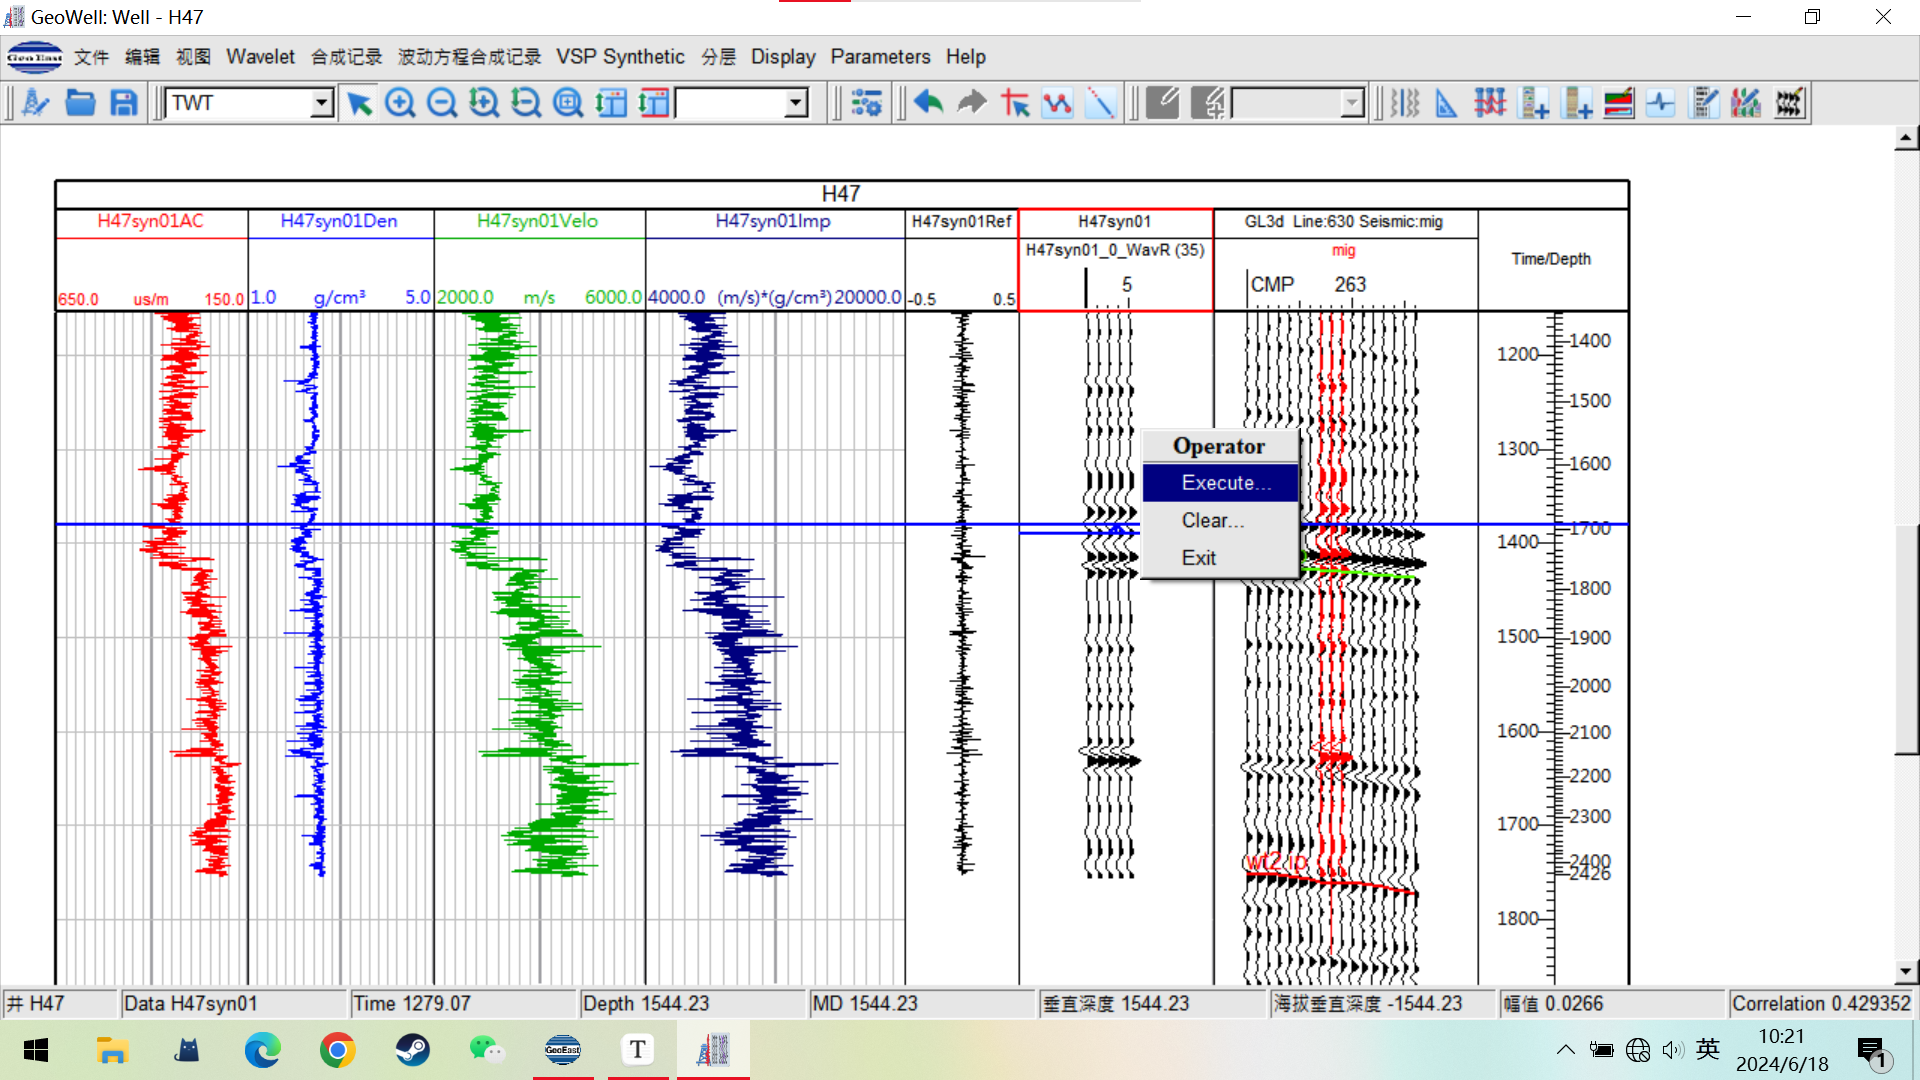 GeoWell: Well - H47
Geo East 文件 编辑 视图 Wavelet 合成记录 波动方程合成记录 VSP Synthetic 分层 Display Parameters Help
TWT
H47
H47syn01AC H47syn01Den H47syn01Velo H47syn01Imp H47syn01Ref H47syn01 GL3d Line:630 Seismic:mig
H47syn01_0_WavR (35) mig Time/Depth
5 CMP 263
650.0 us/m 150.0 1.0 g/cm³ 5.0 2000.0 m/s 6000.0 4000.0 (m/s)*(g/cm³) 20000.0 -0.5 0.5
1400
1200
1500
Operator
1300
1600
Execute...
Clear...
1700
1400
Exit
1800
1500
1900
2000
1600
2100
2200
2300
1700
wt2 ip
2400
2426
1800
井 H47 Data H47syn01 Time 1279.07 Depth 1544.23 MD 1544.23 垂直深度 1544.23 海拔垂直深度 -1544.23 幅值 0.0266 Correlation 0.429352
GeoEast T 英 10:21
2024/6/18 1